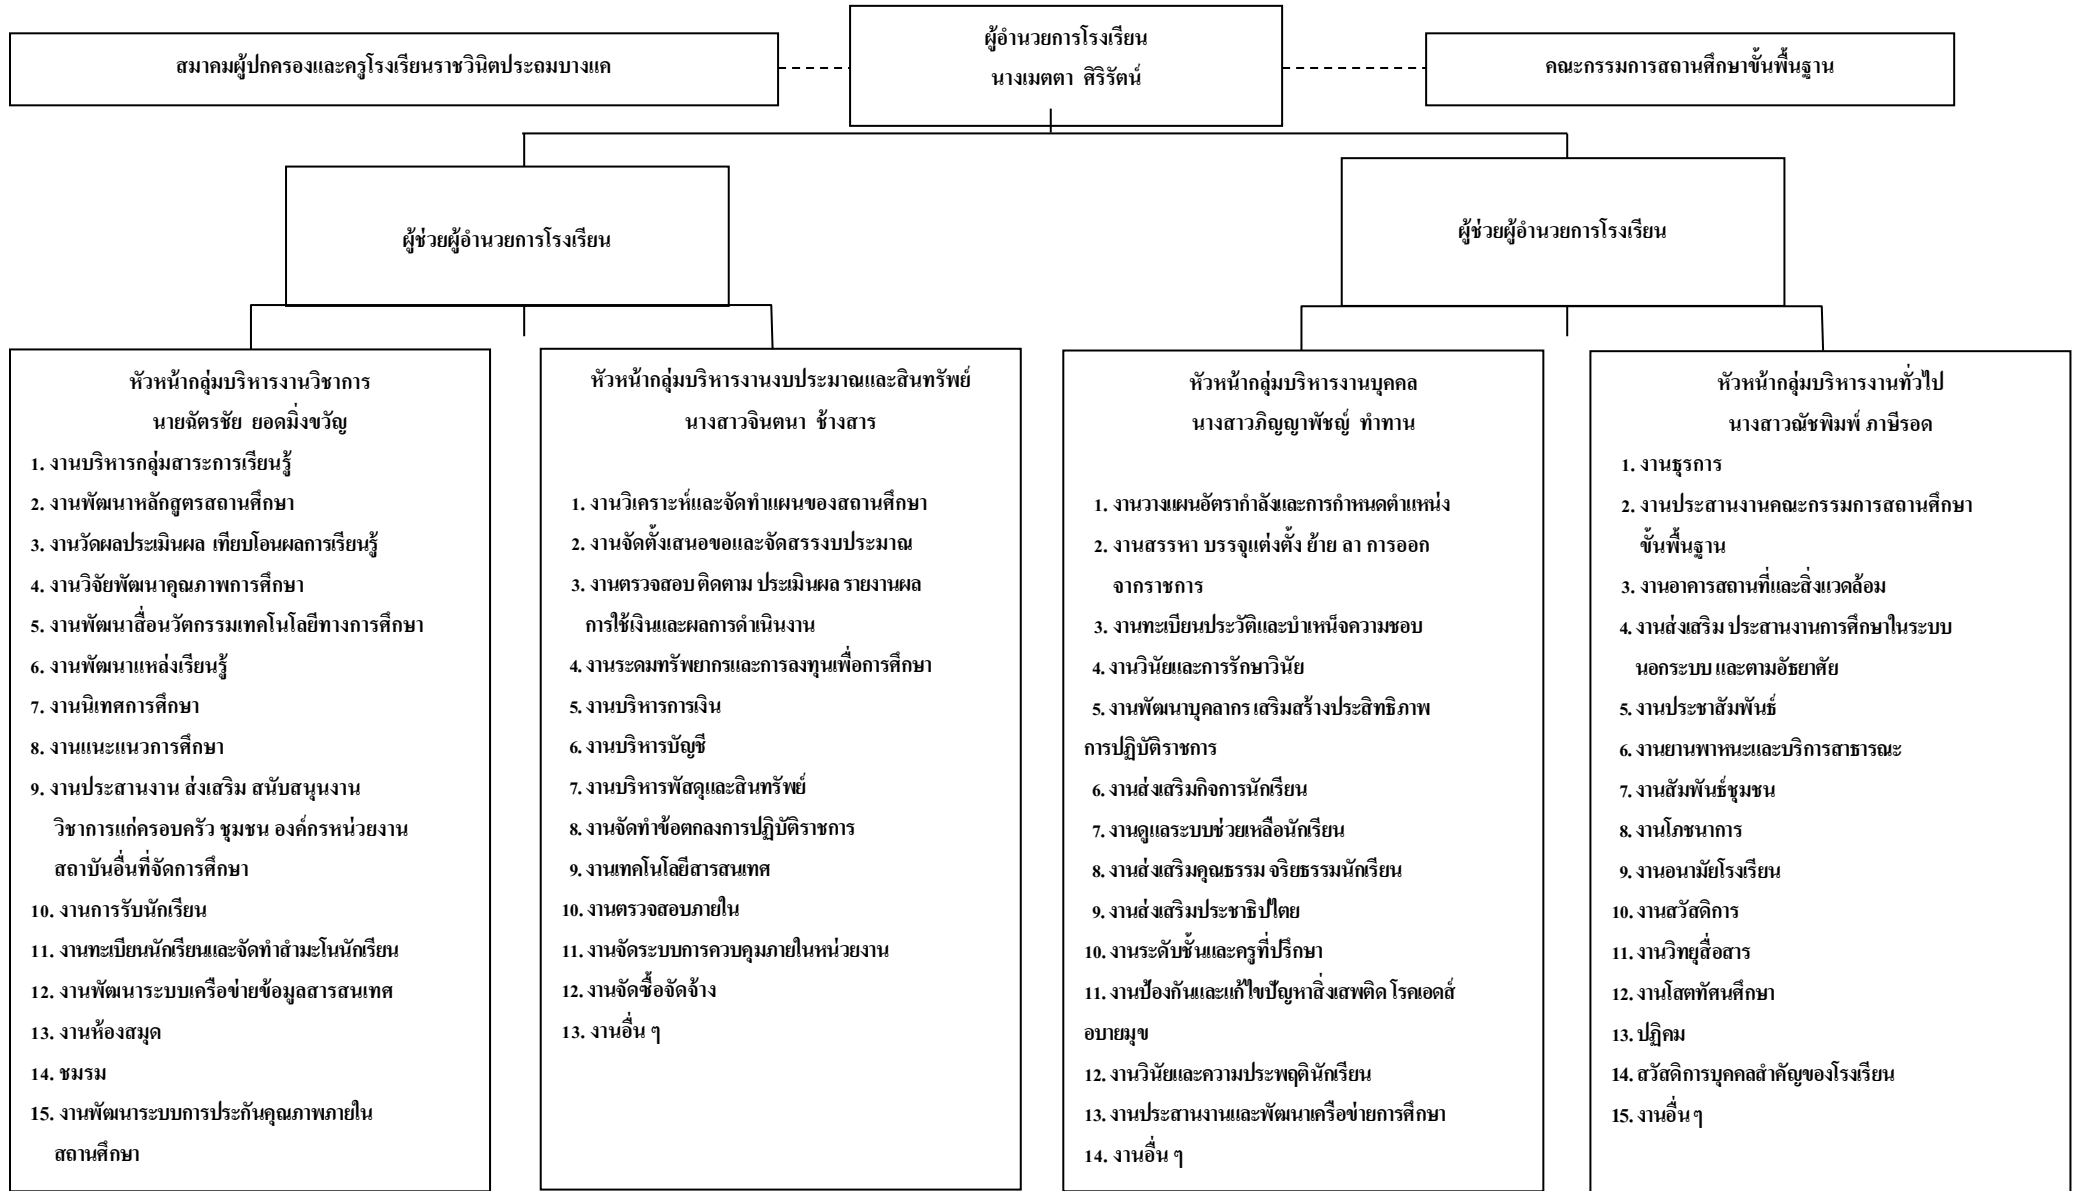 ผู้อำนวยการโรงเรียน
นางเมตตา ศิริรัตน์
สมาคมผู้ปกครองและครูโรงเรียนราชวินิตประถมบางแค
คณะกรรมการสถานศึกษาขั้นพื้นฐาน
ผู้ช่วยผู้อำนวยการโรงเรียน
ผู้ช่วยผู้อำนวยการโรงเรียน
หัวหน้ากลุ่มบริหารงานวิชาการ
นายฉัตรชัย ยอดมิ่งขวัญ
1. งานบริหารกลุ่มสาระการเรียนรู้
2. งานพัฒนาหลักสูตรสถานศึกษา
3. งานวัดผลประเมินผล เทียบโอนผลการเรียนรู้
4. งานวิจัยพัฒนาคุณภาพการศึกษา
5. งานพัฒนาสื่อนวัตกรรมเทคโนโลยีทางการศึกษา
6. งานพัฒนาแหล่งเรียนรู้
7. งานนิเทศการศึกษา
8. งานแนะแนวการศึกษา
9. งานประสานงาน ส่งเสริม สนับสนุนงาน
วิชาการแก่ครอบครัว ชุมชน องค์กรหน่วยงาน
สถาบันอื่นที่จัดการศึกษา
10. งานการรับนักเรียน
11. งานทะเบียนนักเรียนและจัดทำสำมะโนนักเรียน
12. งานพัฒนาระบบเครือข่ายข้อมูลสารสนเทศ
13. งานห้องสมุด
14. ชมรม
15. งานพัฒนาระบบการประกันคุณภาพภายใน
สถานศึกษา
หัวหน้ากลุ่มบริหารงานงบประมาณและสินทรัพย์
นางสาวจินตนา ช้างสาร
1. งานวิเคราะห์และจัดทำแผนของสถานศึกษา
2. งานจัดตั้งเสนอขอและจัดสรรงบประมาณ
3. งานตรวจสอบ ติดตาม ประเมินผล รายงานผล
การใช้เงินและผลการดำเนินงาน
4. งานระดมทรัพยากรและการลงทุนเพื่อการศึกษา
5. งานบริหารการเงิน
6. งานบริหารบัญชี
7. งานบริหารพัสดุและสินทรัพย์
8. งานจัดทำข้อตกลงการปฏิบัติราชการ
9. งานเทคโนโลยีสารสนเทศ
10. งานตรวจสอบภายใน
11. งานจัดระบบการควบคุมภายในหน่วยงาน
12. งานจัดซื้อจัดจ้าง
13. งานอื่น ๆ
หัวหน้ากลุ่มบริหารงานบุคคล
นางสาวภิญญาพัชญ์ ทำทาน
1. งานวางแผนอัตรากำลังและการกำหนดตำแหน่ง
2. งานสรรหา บรรจุแต่งตั้ง ย้าย ลา การออก
จากราชการ
3. งานทะเบียนประวัติและบำเหน็จความชอบ
4. งานวินัยและการรักษาวินัย
5. งานพัฒนาบุคลากร เสริมสร้างประสิทธิภาพ
การปฏิบัติราชการ
6. งานส่งเสริมกิจการนักเรียน
7. งานดูแลระบบช่วยเหลือนักเรียน
8. งานส่งเสริมคุณธรรม จริยธรรมนักเรียน
9. งานส่งเสริมประชาธิปไตย
10. งานระดับชั้นและครูที่ปรึกษา
11. งานป้องกันและแก้ไขปัญหาสิ่งเสพติด โรคเอดส์
อบายมุข
12. งานวินัยและความประพฤตินักเรียน
13. งานประสานงานและพัฒนาเครือข่ายการศึกษา
14. งานอื่น ๆ
หัวหน้ากลุ่มบริหารงานทั่วไป
นางสาวณัชพิมพ์ ภาษีรอด
1. งานธุรการ
2. งานประสานงานคณะกรรมการสถานศึกษา
ขั้นพื้นฐาน
3. งานอาคารสถานที่และสิ่งแวดล้อม
4. งานส่งเสริม ประสานงานการศึกษาในระบบ
นอกระบบ และตามอัธยาศัย
5. งานประชาสัมพันธ์
6. งานยานพาหนะและบริการสาธารณะ
7. งานสัมพันธ์ชุมชน
8. งานโภชนาการ
9. งานอนามัยโรงเรียน
10. งานสวัสดิการ
11. งานวิทยุสื่อสาร
12. งานโสตทัศนศึกษา
13. ปฏิคม
14. สวัสดิการบุคคลสำคัญของโรงเรียน
15. งานอื่น ๆ